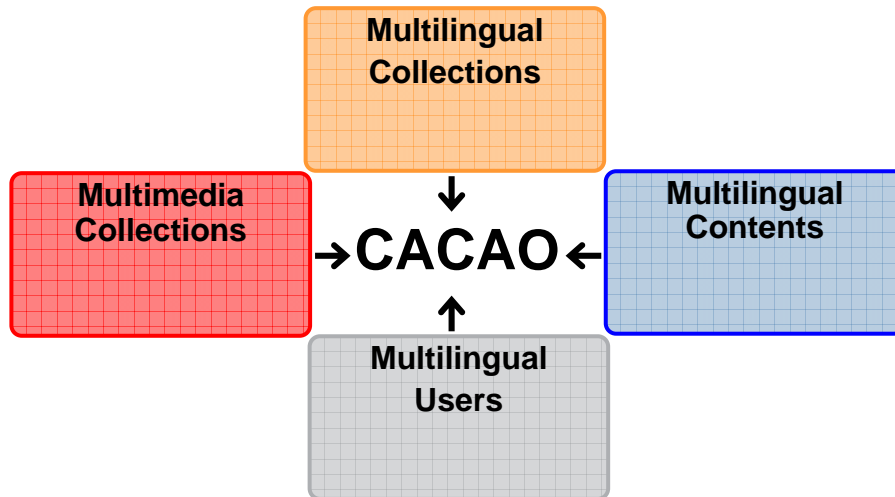 Multilingual
Collections
Multimedia
Collections
Multilingual
Contents
CACAO
Multilingual
Users